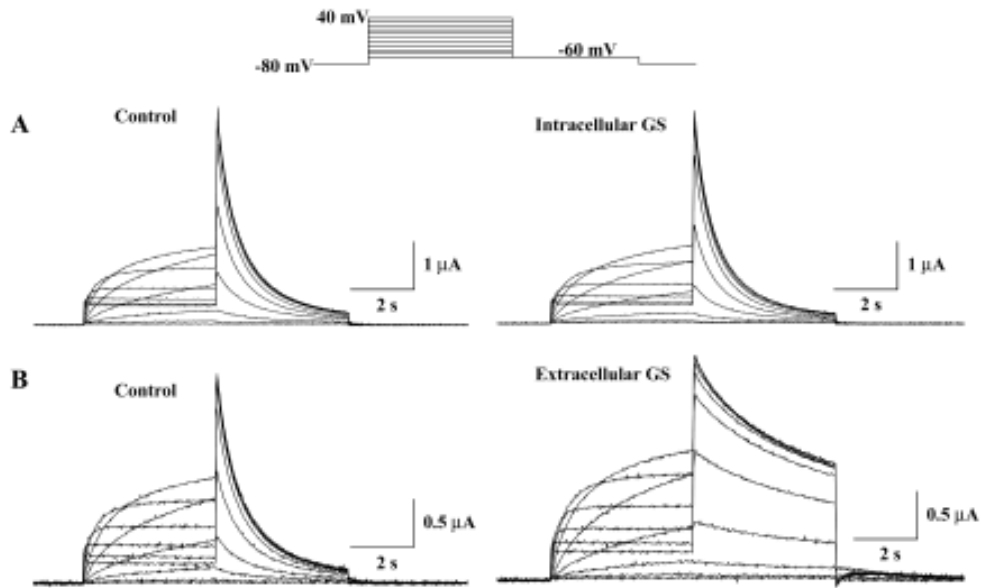 40 mV
-60 mV
-80 mV
A
Control
Intracellular GS
1 μA
2 s
1 μA
2 s
B
Control
Extracellular GS
0.5 μA
2 s
0.5 μA
2 s